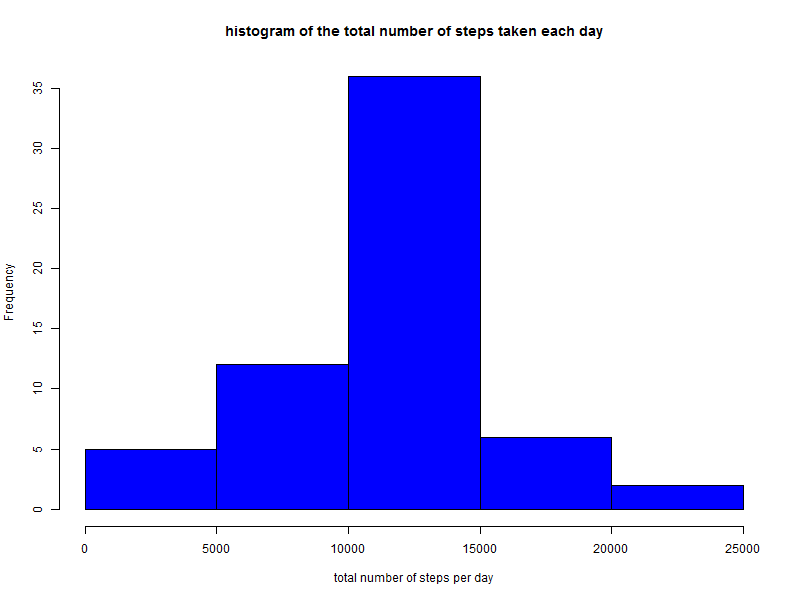 histogram of the total number of steps taken each day
Frequency
35
30
25
20
15
10
5
0
0 5000 10000 15000 20000 25000
total number of steps per day